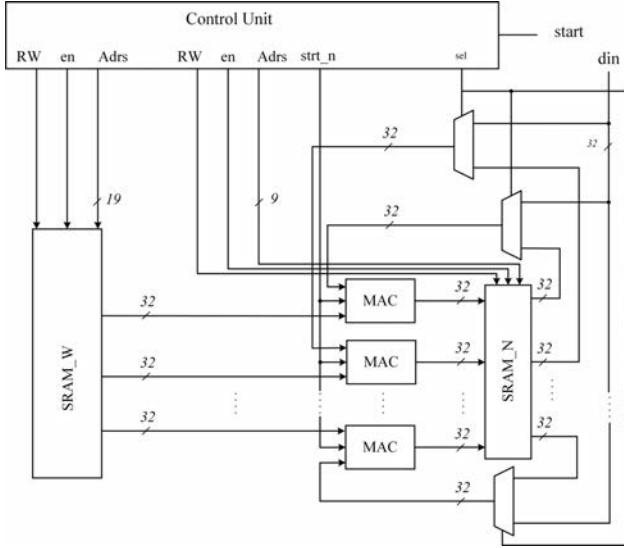 Control Unit
start
RW en Adrs RW en Adrs strt_n sel
din
32
32
19
9
32
SRAM_W
32
MAC
32
32
SRAM_N
32
MAC
32
32
32
MAC
32
32
32